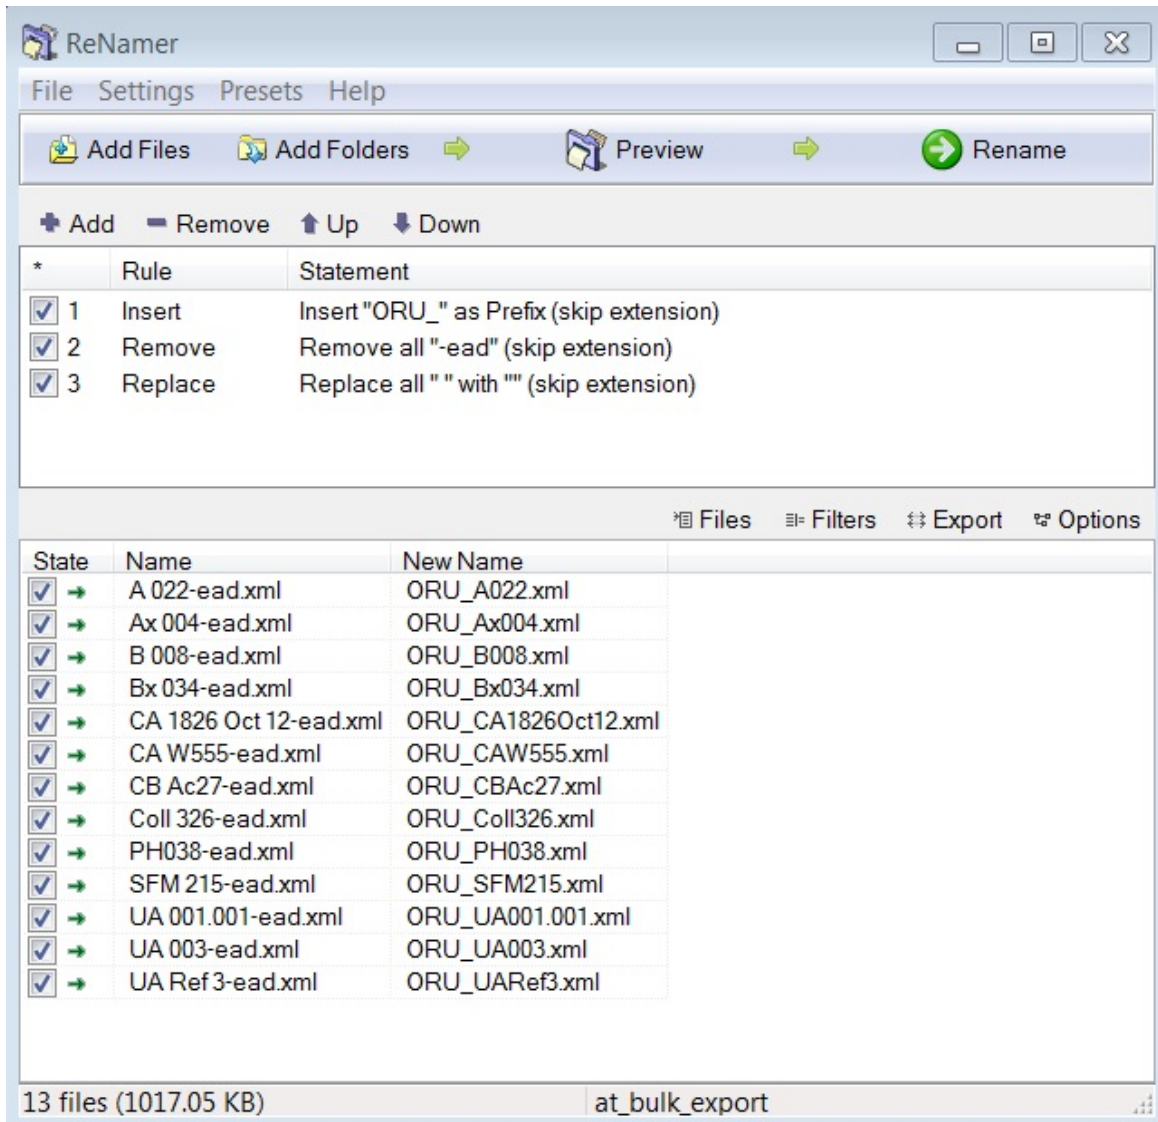 ReNamer
File Settings Presets Help
Add Files Add Folders Preview Rename
Add Remove Up Down
* Rule Statement
1 Insert Insert "ORU_" as Prefix (skip extension)
2 Remove Remove all "-ead" (skip extension)
3 Replace Replace all " " with "" (skip extension)
Files Filters Export Options
State Name New Name
A 022-ead.xml ORU_A022.xml
Ax 004-ead.xml ORU_Ax004.xml
B 008-ead.xml ORU_B008.xml
Bx 034-ead.xml ORU_Bx034.xml
CA 1826 Oct 12-ead.xml ORU_CA1826Oct12.xml
CA W555-ead.xml ORU_CAW555.xml
CB Ac27-ead.xml ORU_CBAc27.xml
Coll 326-ead.xml ORU_Coll326.xml
PH038-ead.xml ORU_PH038.xml
SFM 215-ead.xml ORU_SFM215.xml
UA 001.001-ead.xml ORU_UA001.001.xml
UA 003-ead.xml ORU_UA003.xml
UA Ref 3-ead.xml ORU_UARef3.xml
13 files (1017.05 KB) at_bulk_export